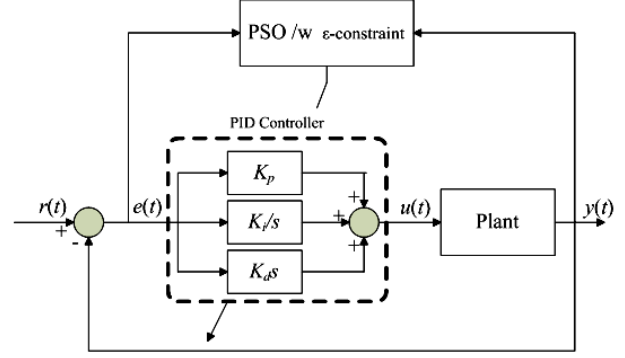 PSO /w ε-constraint
PID Controller
Kp
r(t)
e(t)
+
-
Ki/s
+
+
+
u(t)
Plant
y(t)
Kds